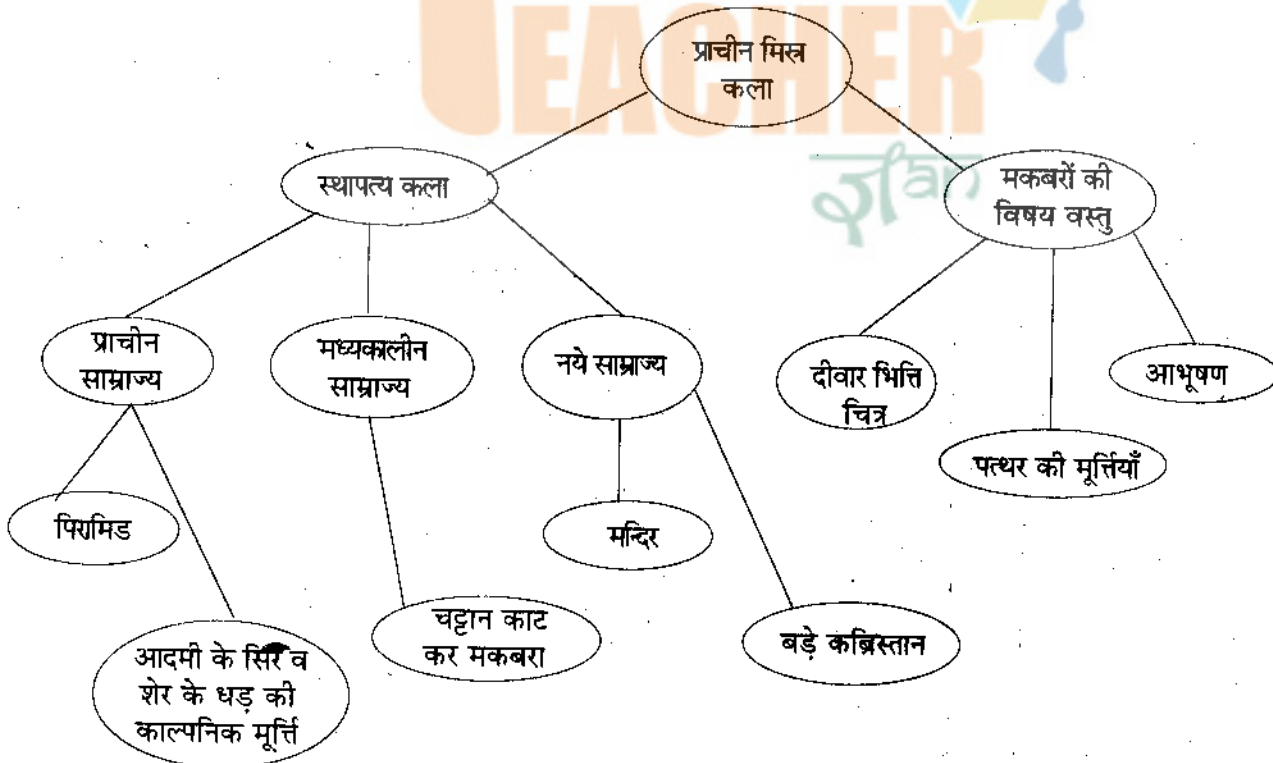 TEACHER
ज्ञान
प्राचीन मिस्र
कला
स्थापत्य कला
मकबरों की
विषय वस्तु
प्राचीन
साम्राज्य
मध्यकालीन
साम्राज्य
नये साम्राज्य
दीवार भित्ति
चित्र
आभूषण
पत्थर की मूर्त्तियाँ
पिरामिड
मन्दिर
आदमी के सिर व
शेर के धड़ की
काल्पनिक मूर्त्ति
चट्टान काट
कर मकबरा
बड़े कब्रिस्तान